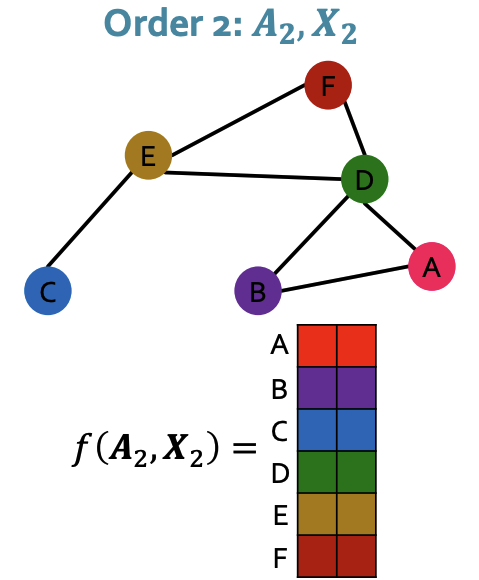 Order 2: A₂, X₂
F
E
D
A
C
B
A
B
f(A₂, X₂) =
C
D
E
F